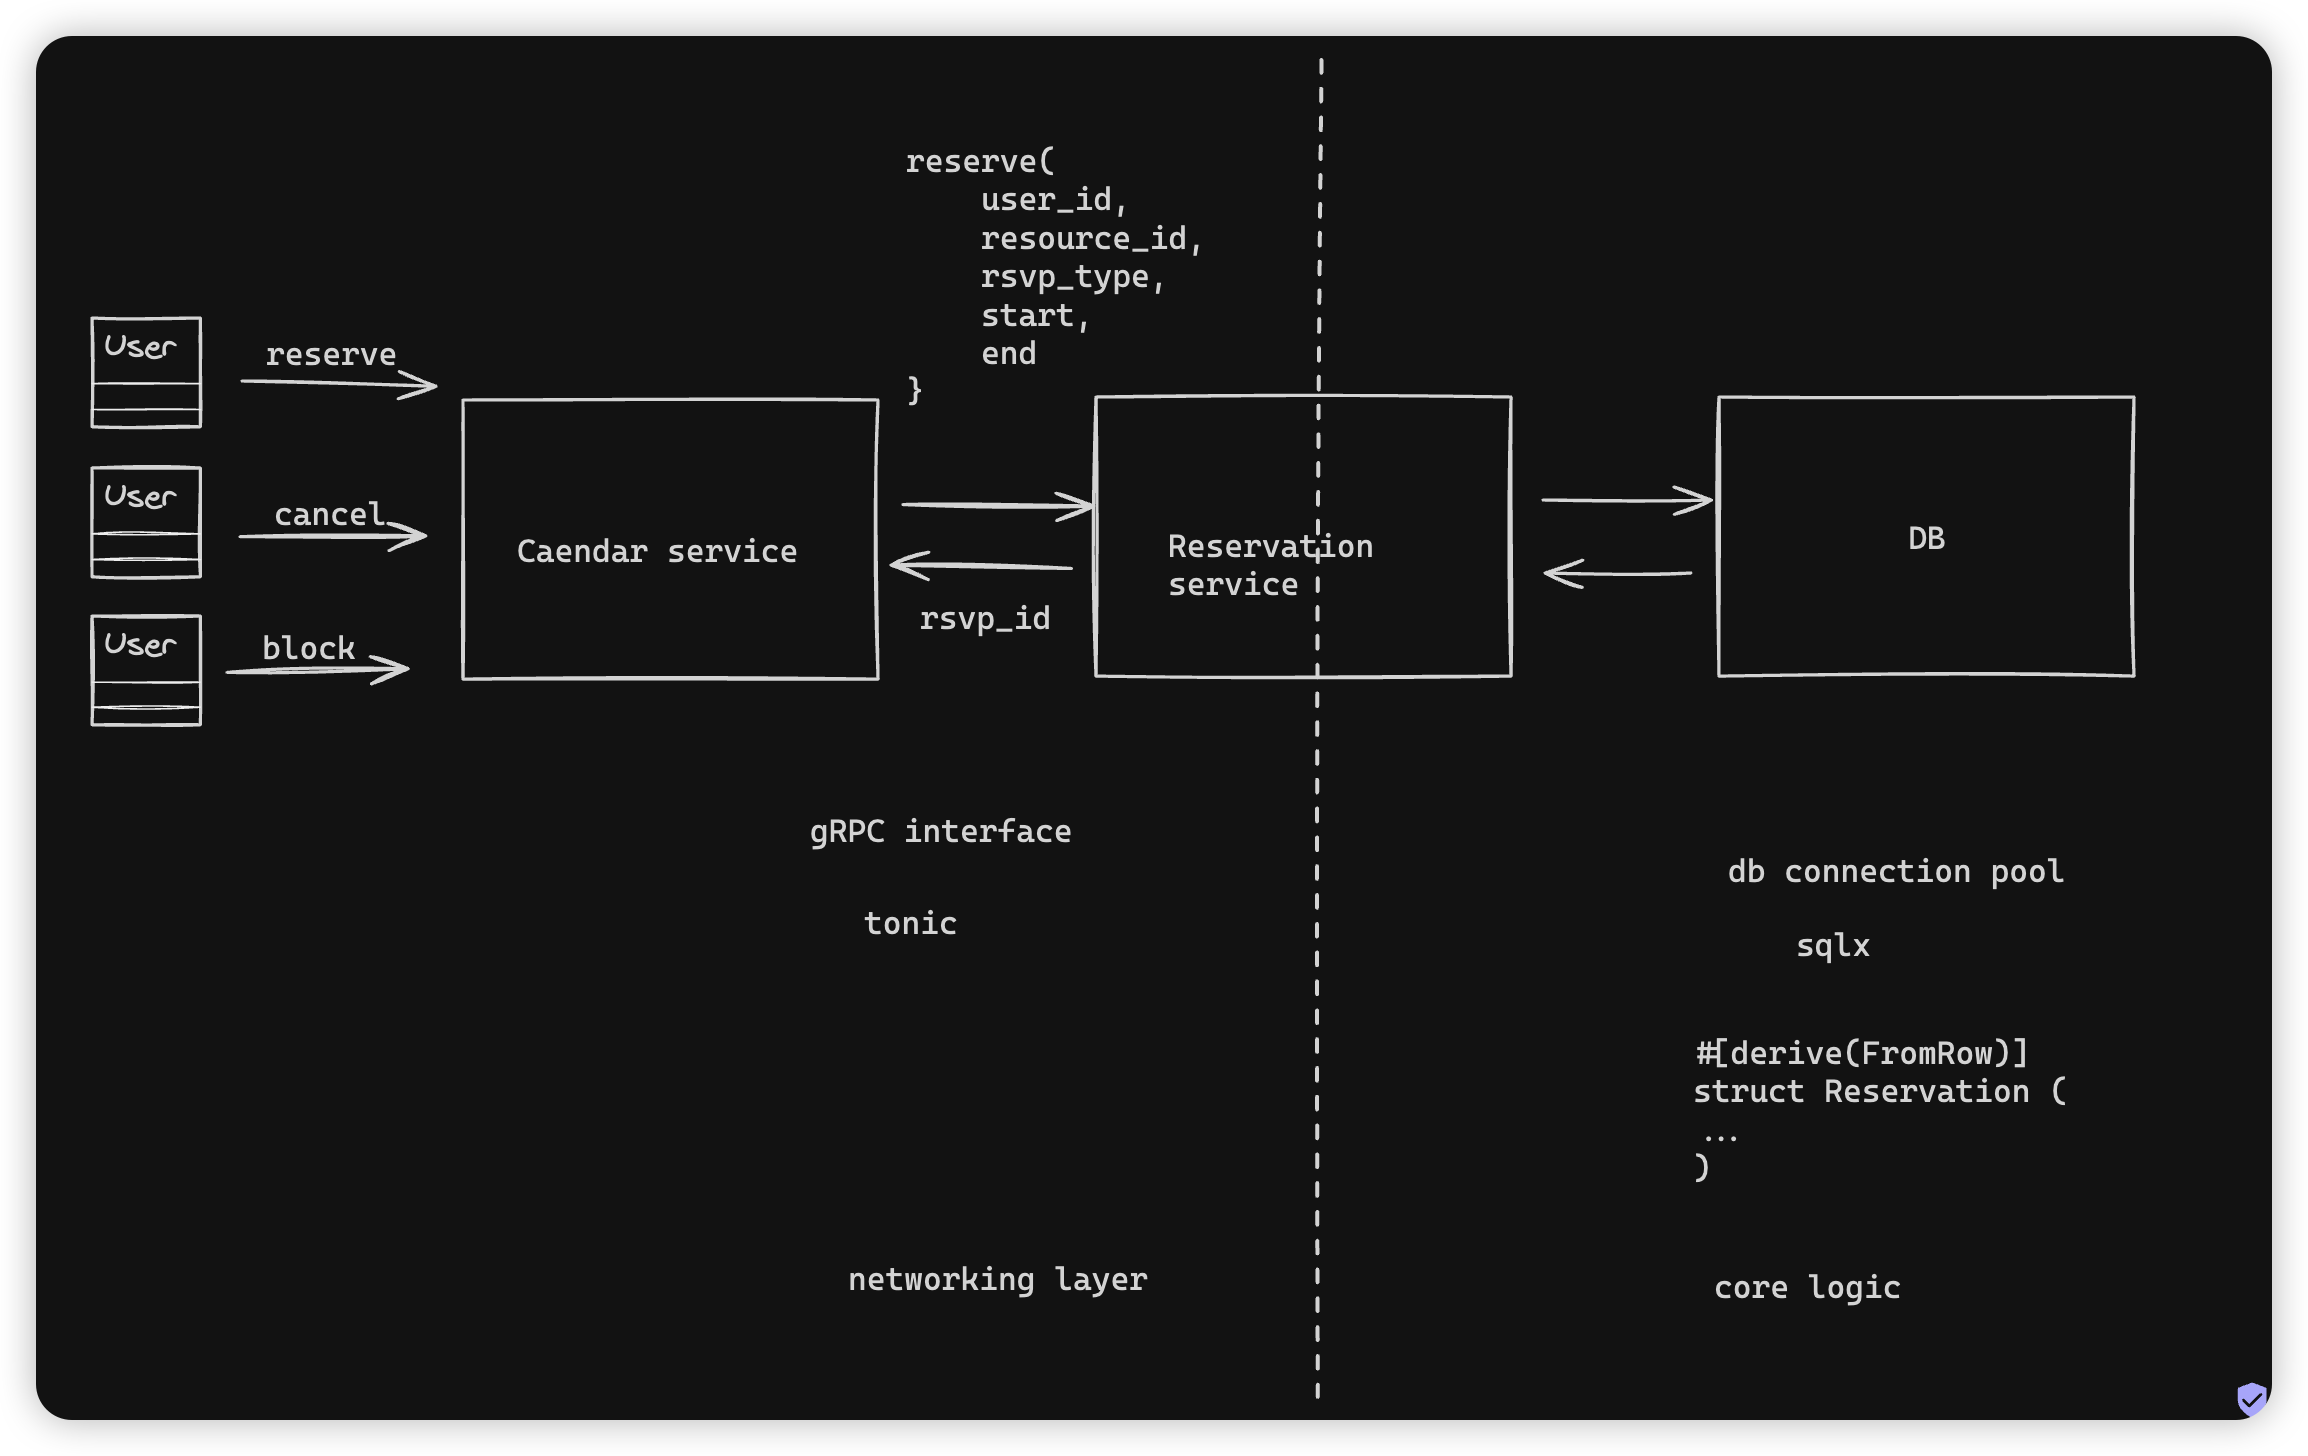 reserve(
user_id,
resource_id,
rsvp_type,
start,
end
}
User
reserve
User
cancel
User
block
Caendar service
rsvp_id
Reservation
service
DB
gRPC interface
tonic
networking layer
db connection pool
sqlx
#[derive(FromRow)]
struct Reservation (
...
)
core logic